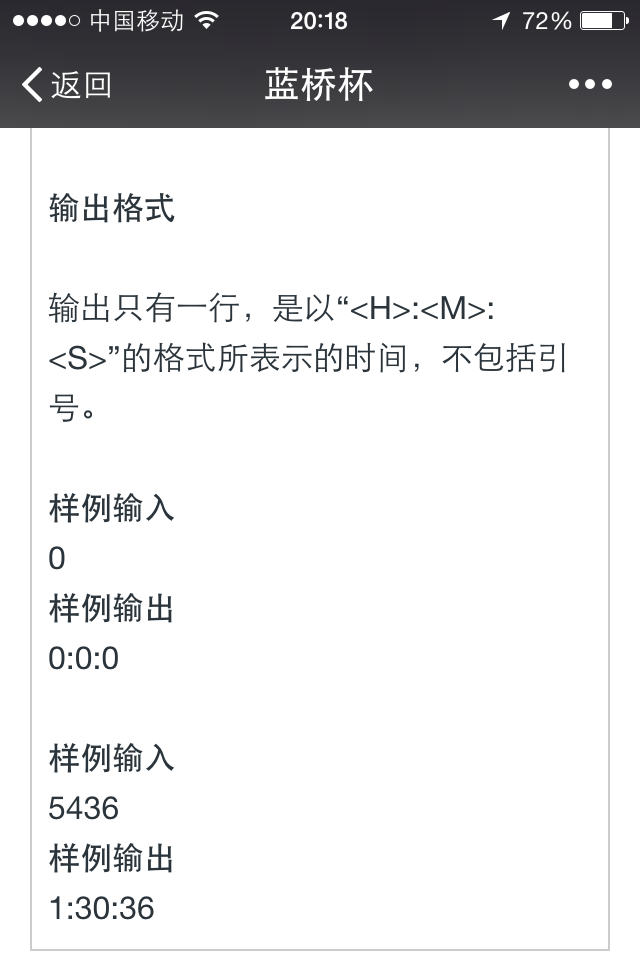 中国移动 20:18 72%
返回 蓝桥杯
输出格式
输出只有一行，是以“<H>:<M>:
<S>”的格式所表示的时间，不包括引
号。
样例输入
0
样例输出
0:0:0
样例输入
5436
样例输出
1:30:36